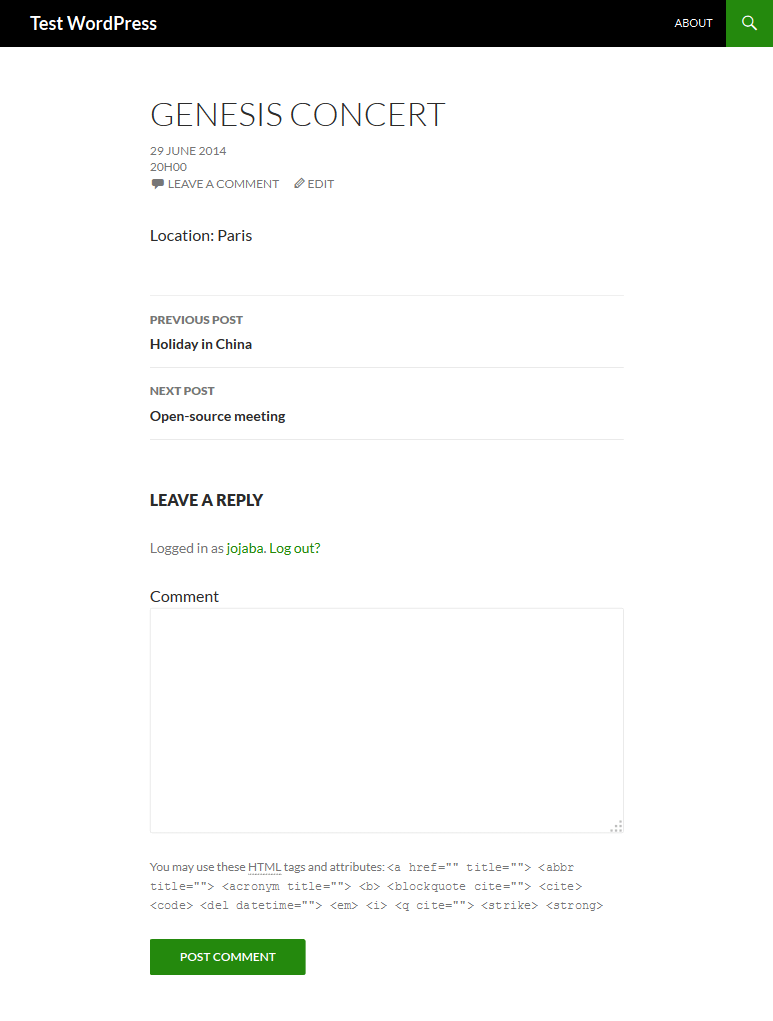 Test WordPress
ABOUT
GENESIS CONCERT
29 JUNE 2014
20H00
LEAVE A COMMENT EDIT
Location: Paris
PREVIOUS POST
Holiday in China
NEXT POST
Open-source meeting
LEAVE A REPLY
Logged in as jojaba. Log out?
Comment
You may use these HTML tags and attributes: <a href="" title=""> <abbr
title=""> <acronym title=""> <b> <blockquote cite=""> <cite>
<code> <del datetime=""> <em> <i> <q cite=""> <strike> <strong>
POST COMMENT